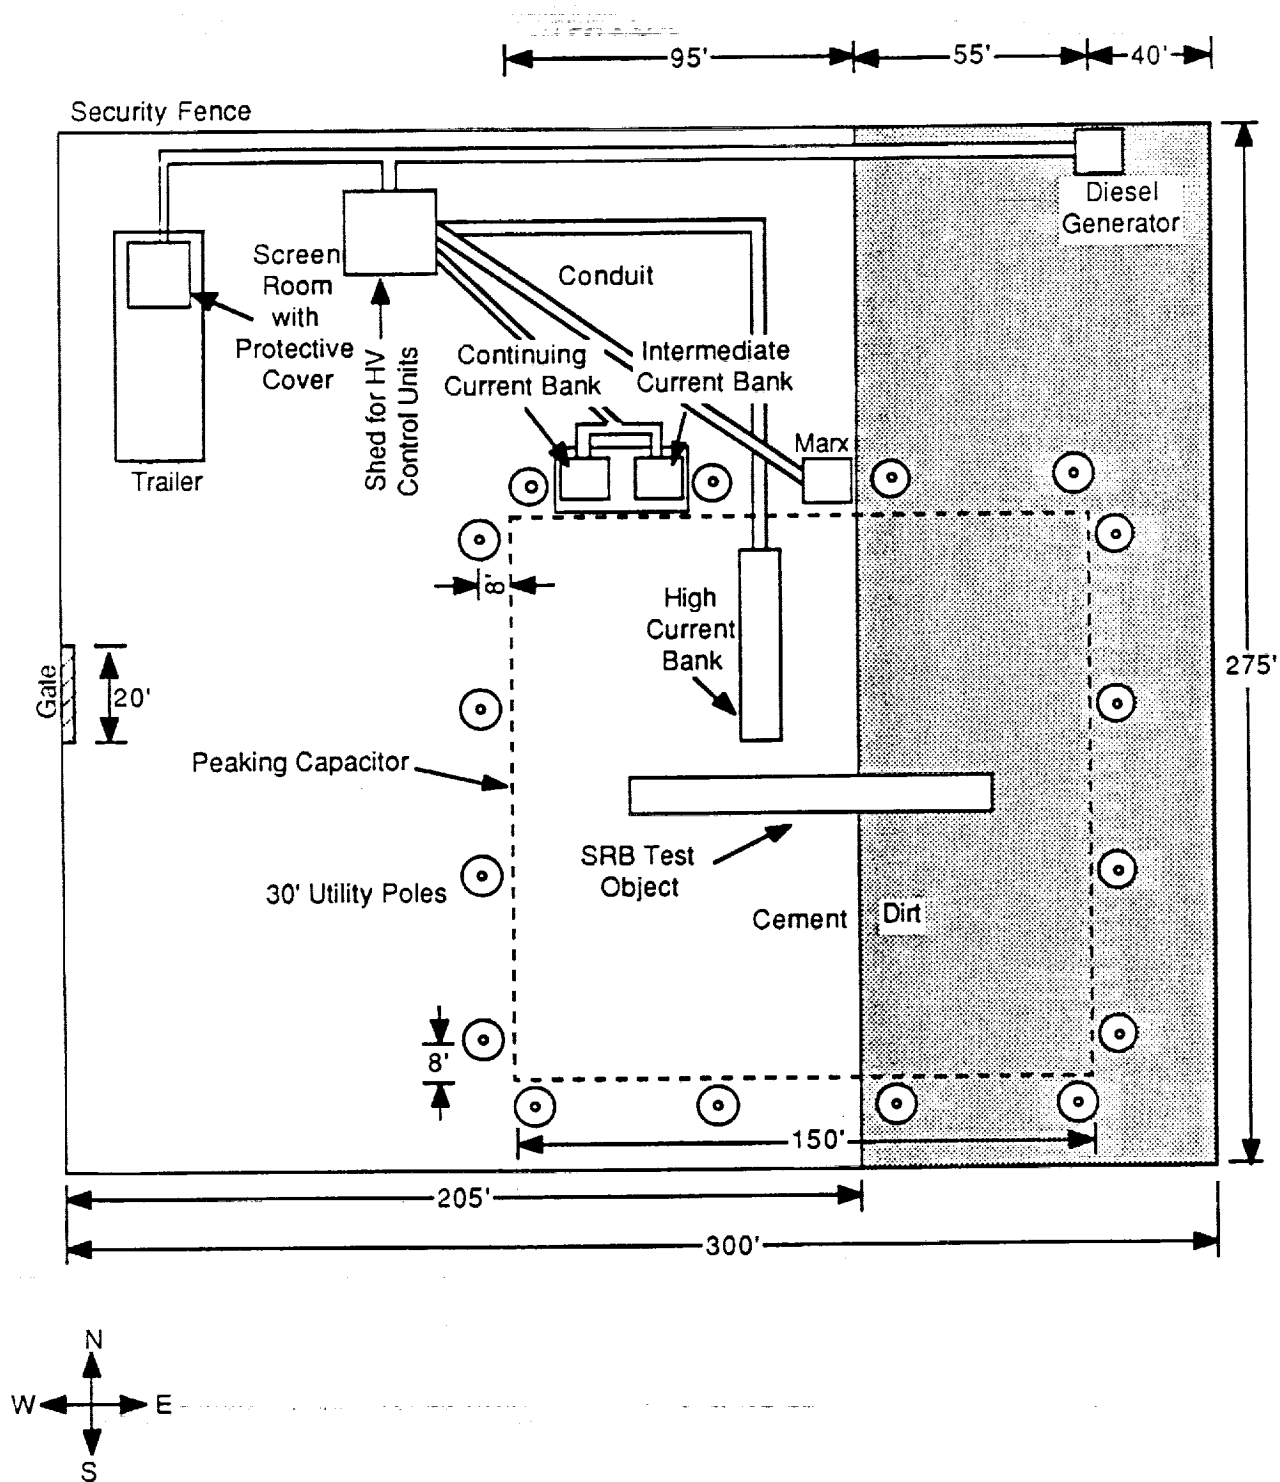 95'
55'
40'
Security Fence
Diesel
Generator
Screen
Room
with
Protective
Cover
Conduit
Continuing
Current Bank
Intermediate
Current Bank
Shed for HV
Control Units
Trailer
Marx
8'
High
Current
Bank
Gate
20'
275'
Peaking Capacitor
SRB Test
Object
30' Utility Poles
Cement
Dirt
8'
150'
205'
300'
N
W
E
S